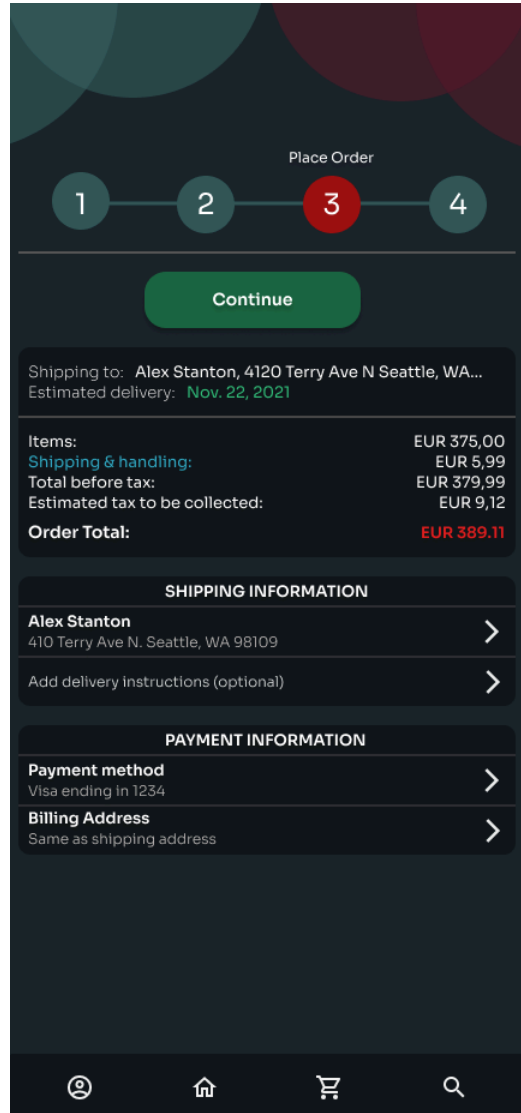 Place Order
1 2 3 4
Continue
Shipping to: Alex Stanton, 4120 Terry Ave N Seattle, WA...
Estimated delivery: Nov. 22, 2021
Items: EUR 375,00
Shipping & handling: EUR 5,99
Total before tax: EUR 379,99
Estimated tax to be collected: EUR 9,12
Order Total: EUR 389.11
SHIPPING INFORMATION
Alex Stanton
410 Terry Ave N. Seattle, WA 98109
Add delivery instructions (optional)
PAYMENT INFORMATION
Payment method
Visa ending in 1234
Billing Address
Same as shipping address